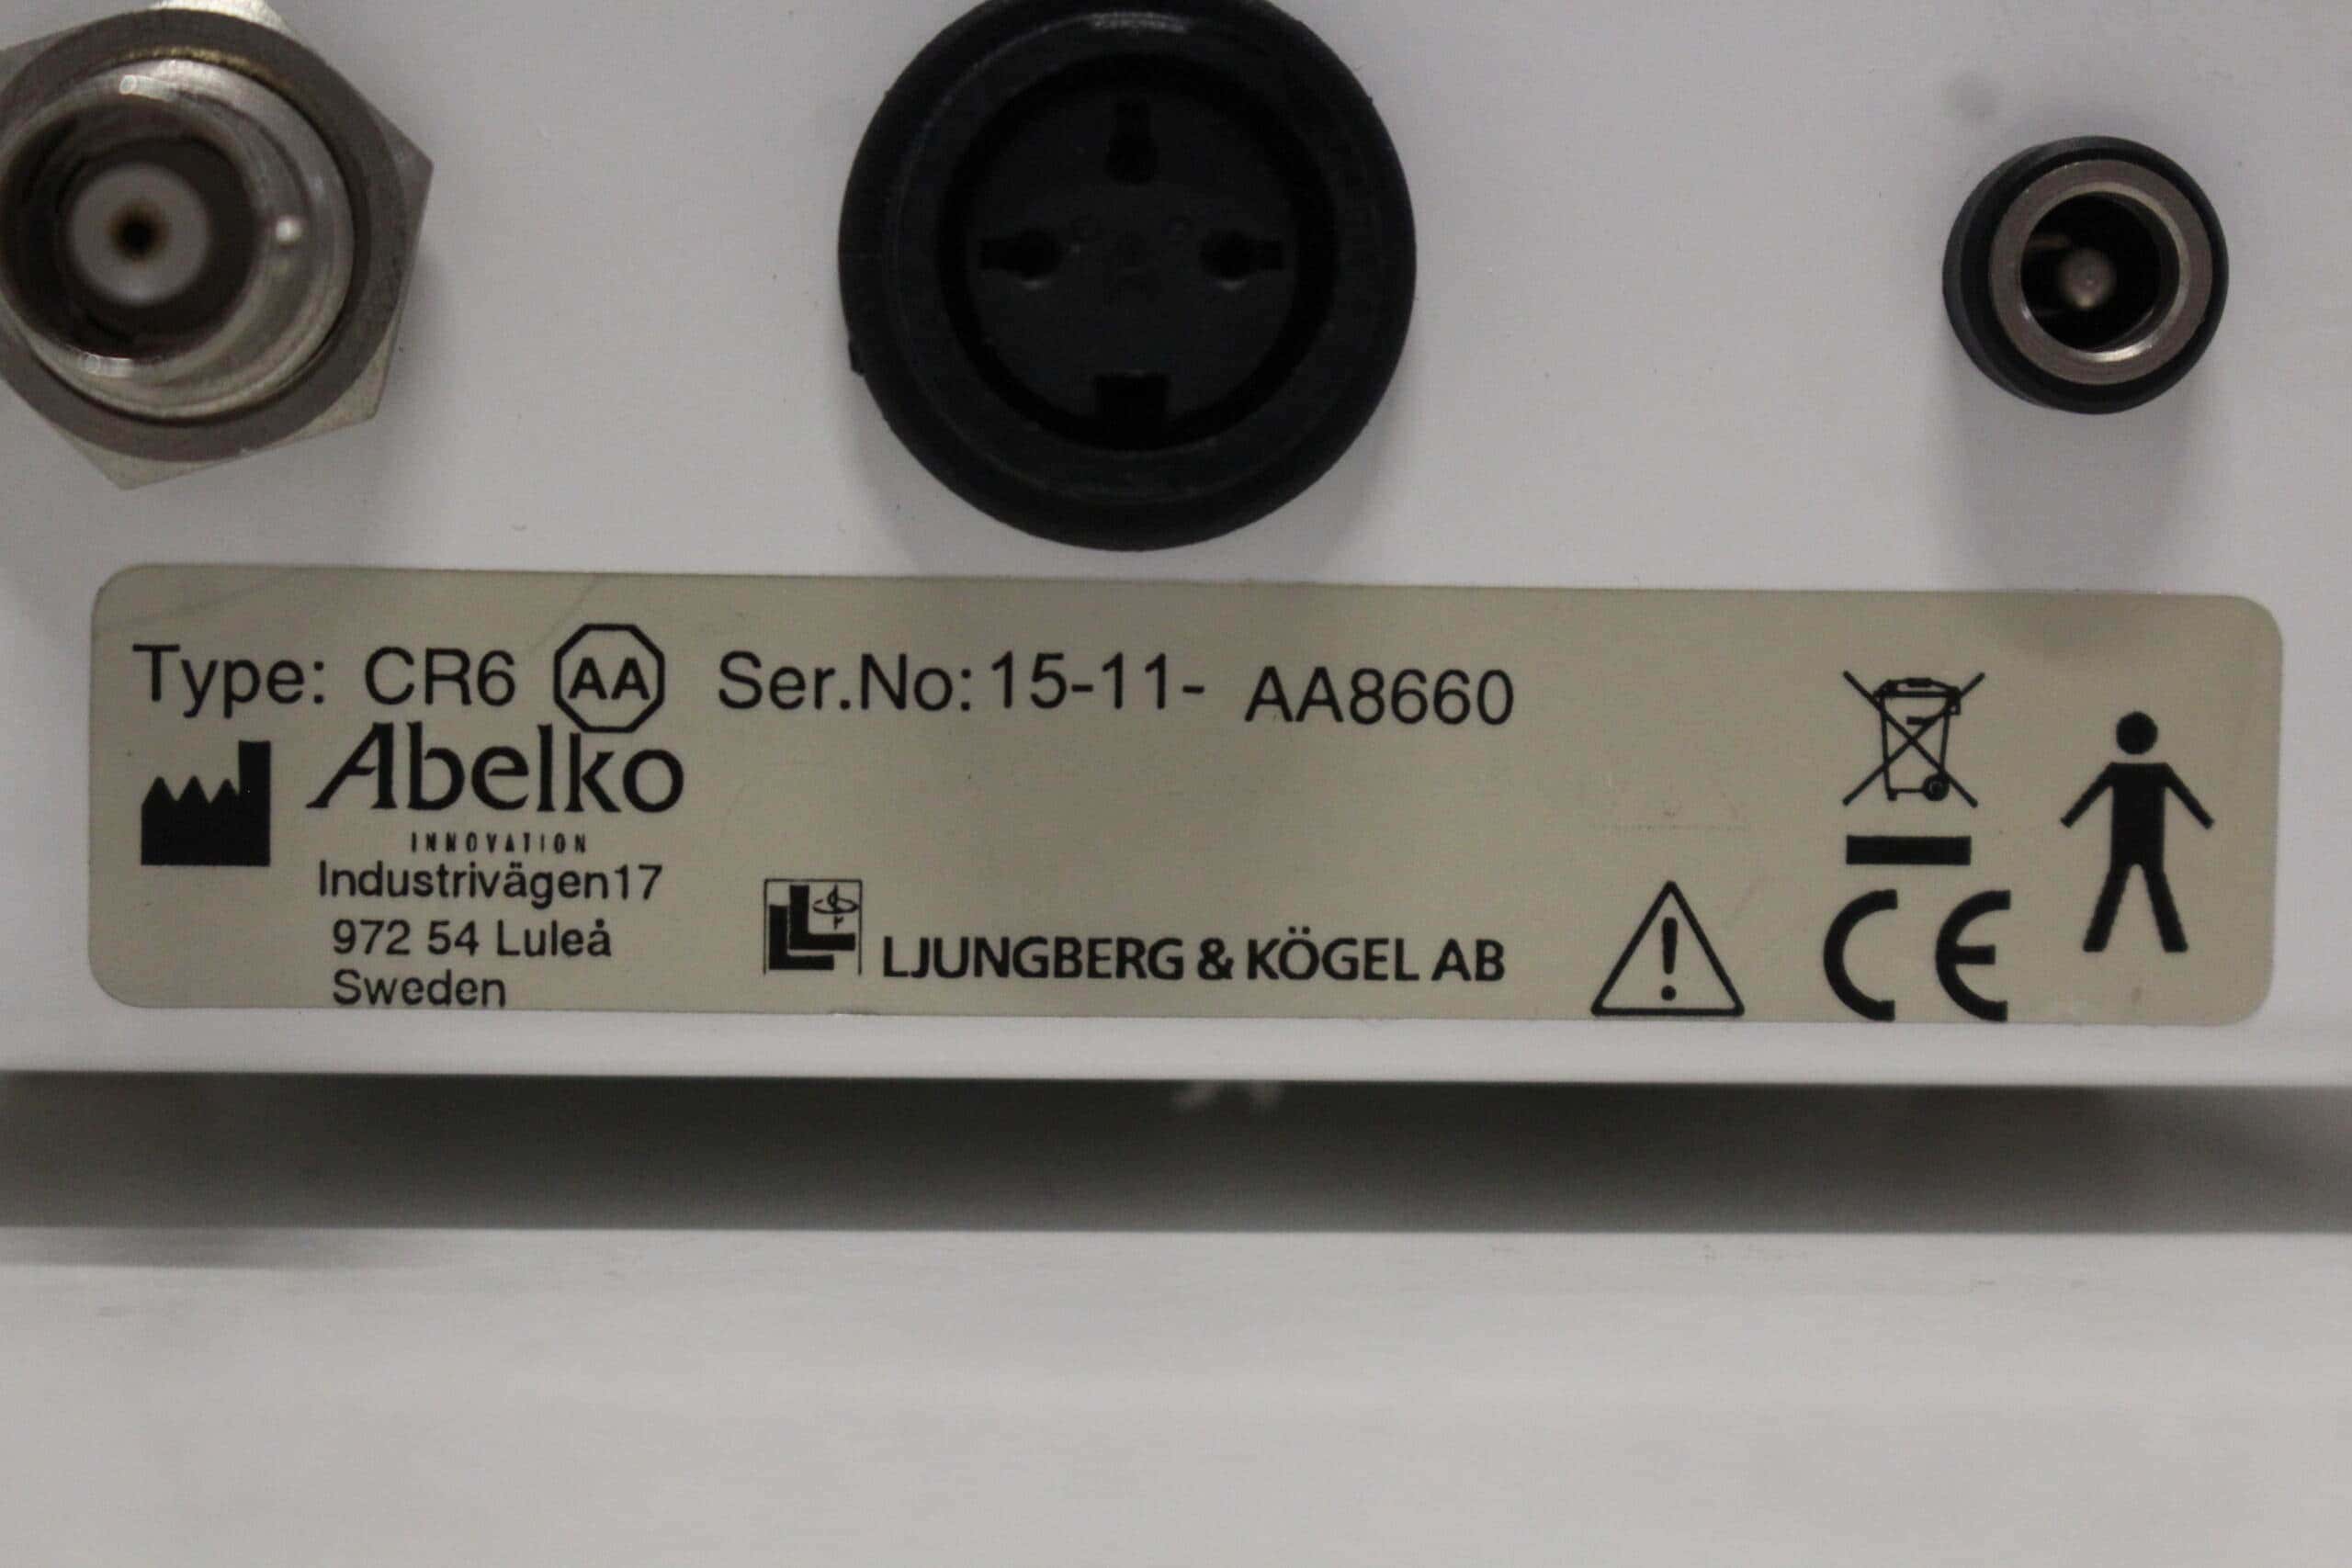 Type: CR6 AA Ser.No: 15-11- AA8660
Abelko
INNOVATION
Industrivägen17
972 54 Luleå
Sweden
LJUNGBERG & KÖGEL AB
CE